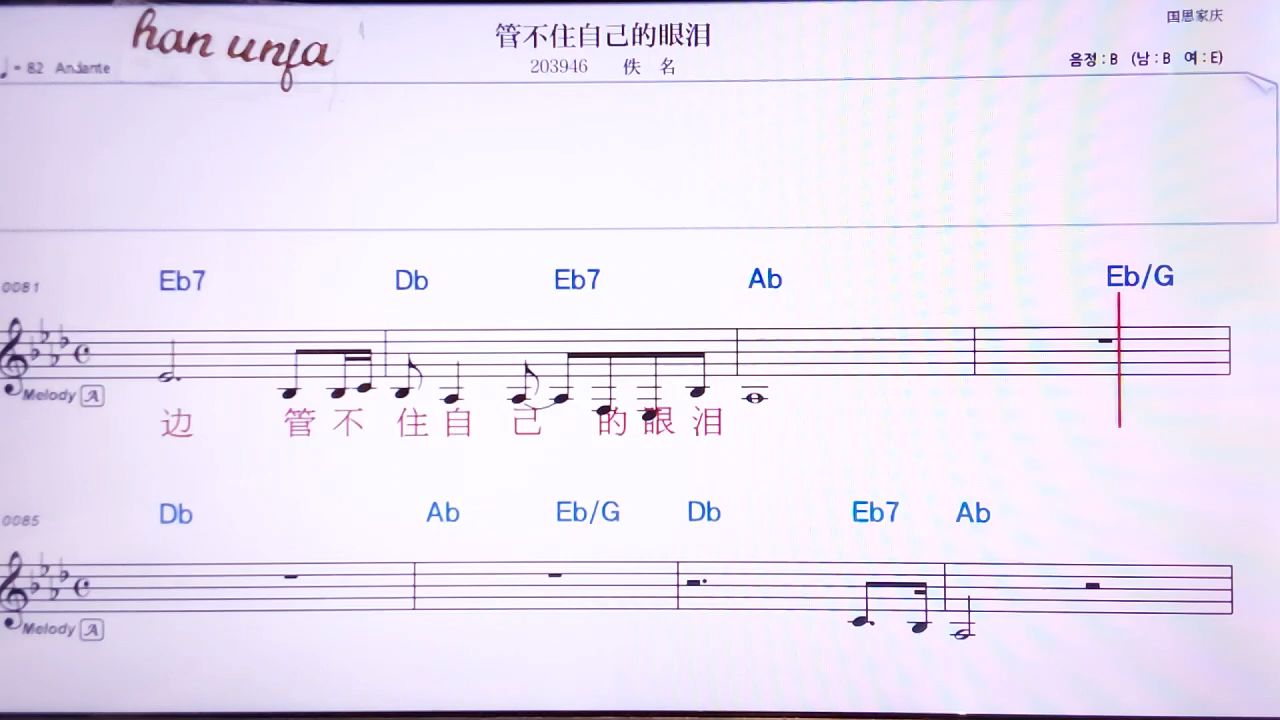 han unfa
管不住自己的眼泪
国恩家庆
203946 佚 名
♩= 82 Andante
음정 : B (남 : B 여 : E)
Eb7 Db Eb7 Ab Eb/G
0081
Melody A
边 管不 住自 己 的眼泪
Db Ab Eb/G Db Eb7 Ab
0085
Melody A